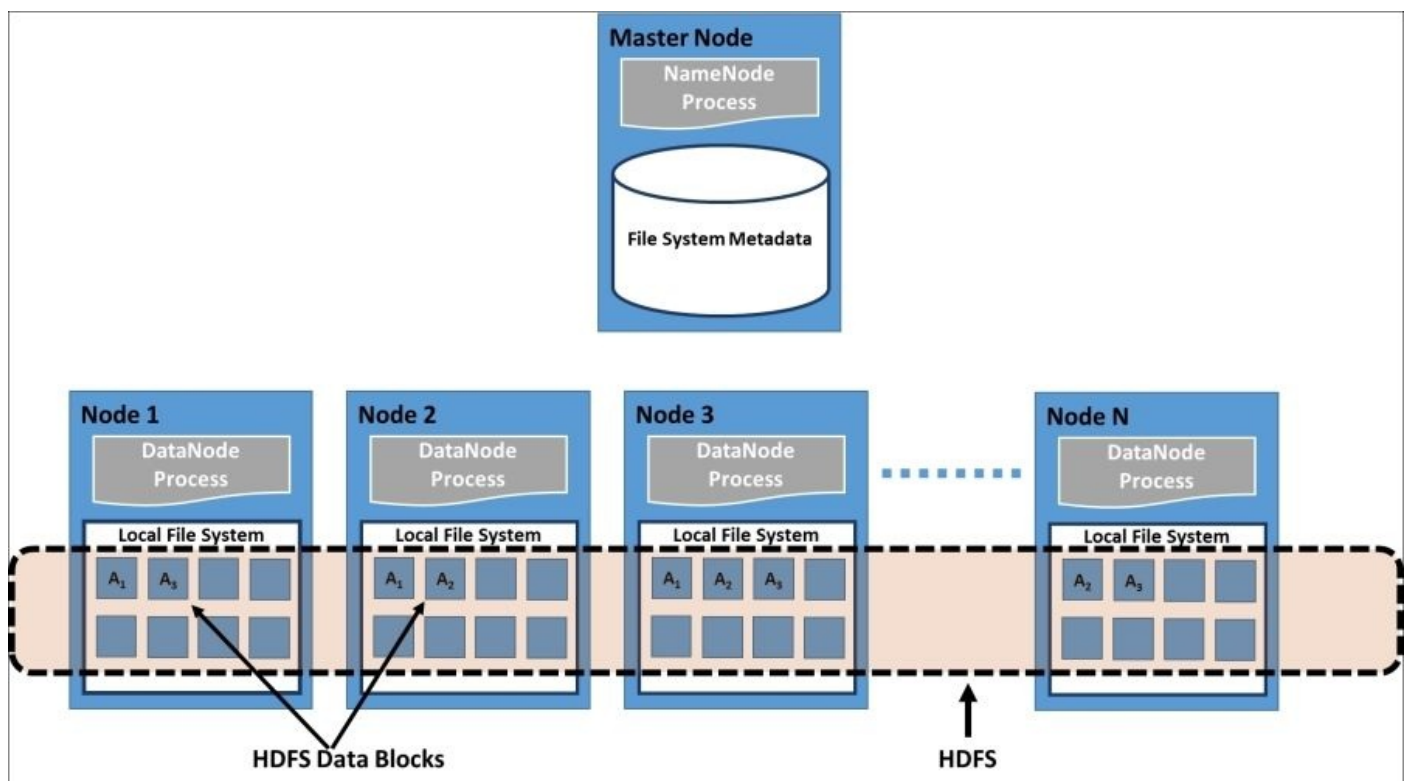 Master Node
NameNode
Process
File System Metadata
Node 1
DataNode
Process
Local File System
A₁ A₃
Node 2
DataNode
Process
Local File System
A₁ A₂
Node 3
DataNode
Process
Local File System
A₁ A₂ A₃
Node N
DataNode
Process
Local File System
A₂ A₃
HDFS Data Blocks
HDFS